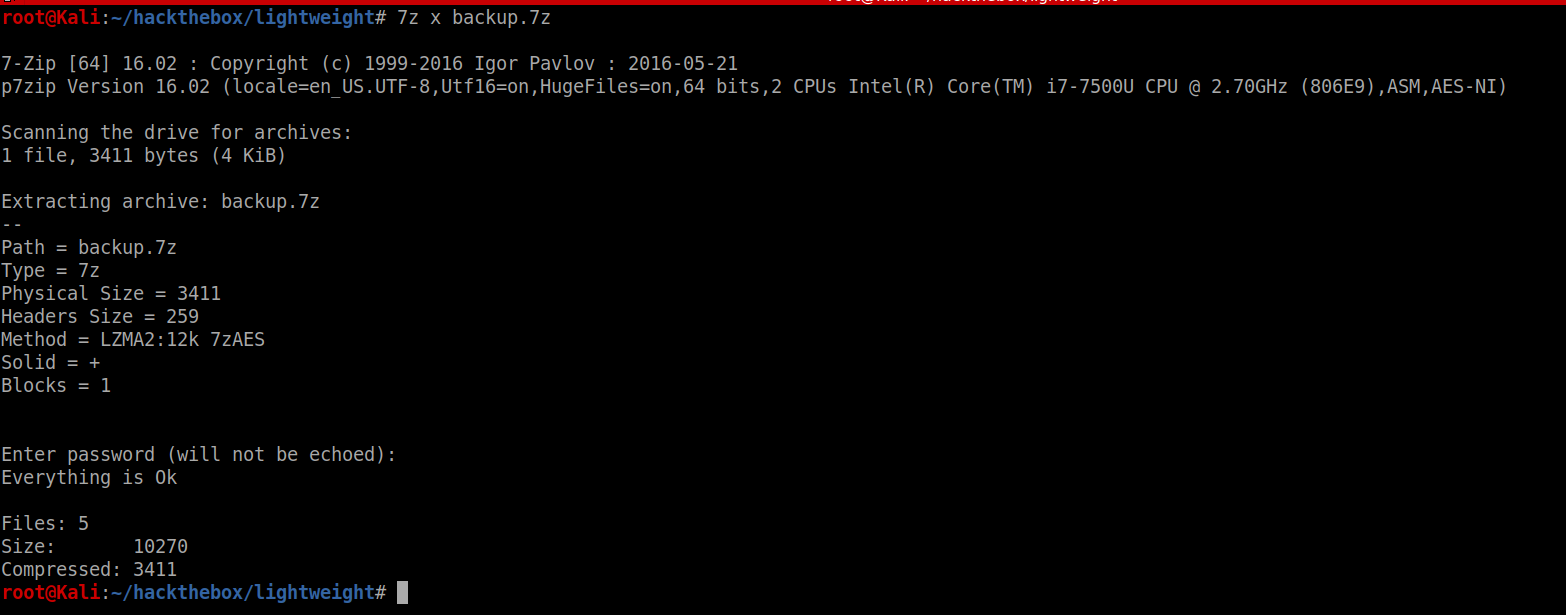 root@Kali:~/hackthebox/lightweight# 7z x backup.7z
7-Zip [64] 16.02 : Copyright (c) 1999-2016 Igor Pavlov : 2016-05-21
p7zip Version 16.02 (locale=en_US.UTF-8,Utf16=on,HugeFiles=on,64 bits,2 CPUs Intel(R) Core(TM) i7-7500U CPU @ 2.70GHz (806E9),ASM,AES-NI)
Scanning the drive for archives:
1 file, 3411 bytes (4 KiB)
Extracting archive: backup.7z
--
Path = backup.7z
Type = 7z
Physical Size = 3411
Headers Size = 259
Method = LZMA2:12k 7zAES
Solid = +
Blocks = 1
Enter password (will not be echoed):
Everything is Ok
Files: 5
Size:       10270
Compressed: 3411
root@Kali:~/hackthebox/lightweight#